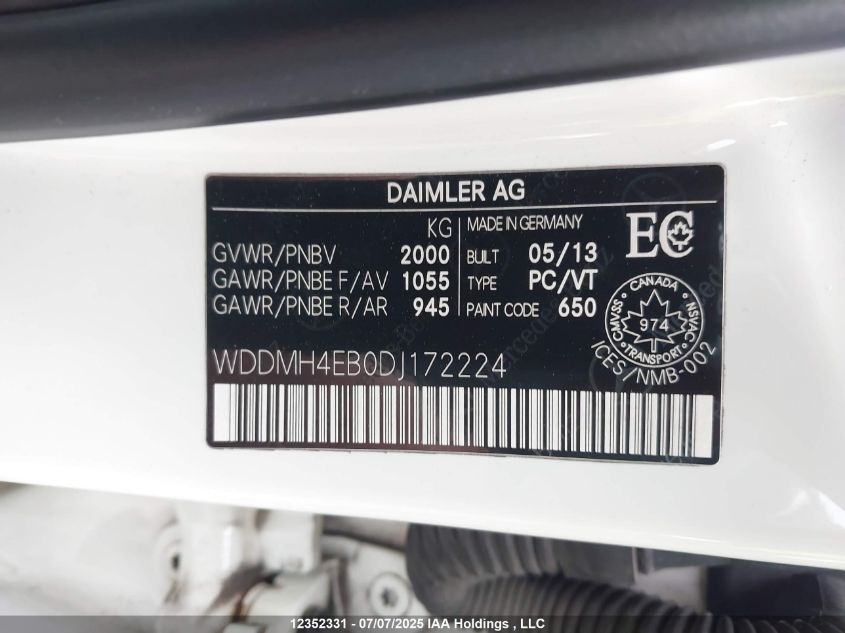 DAIMLER AG
KG MADE IN GERMANY
GVWR/PNBV 2000 BUILT 05/13
GAWR/PNBE F/AV 1055 TYPE PC/VT
GAWR/PNBE R/AR 945 PAINT CODE 650
EC
CANADA
CMVSS 974 NSVAC
TRANSPORT
ICES/NMB-002
WDDMH4EB0DJ172224
12352331 - 07/07/2025 IAA Holdings , LLC